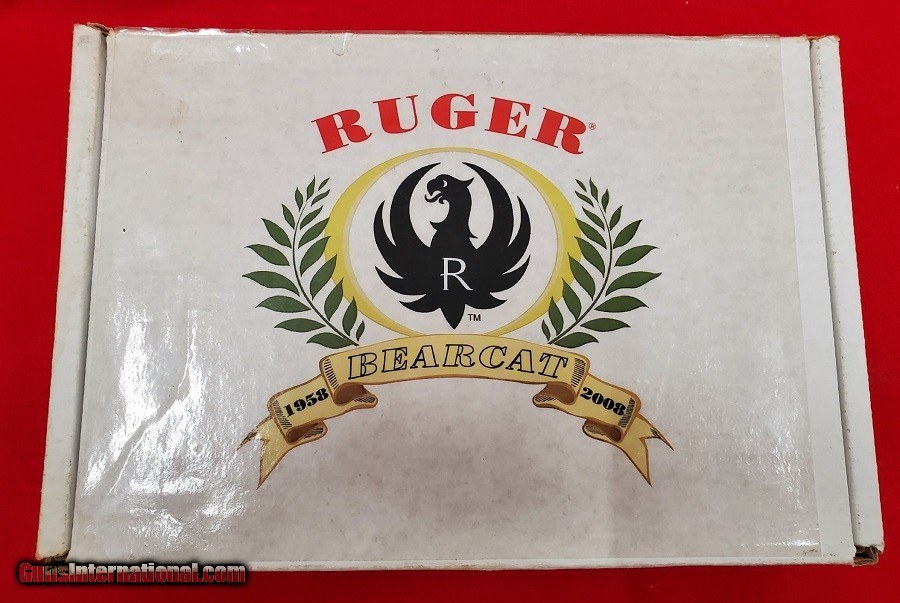 RUGER®
R
TM
BEARCAT
1958 2008
GunsInternational.com